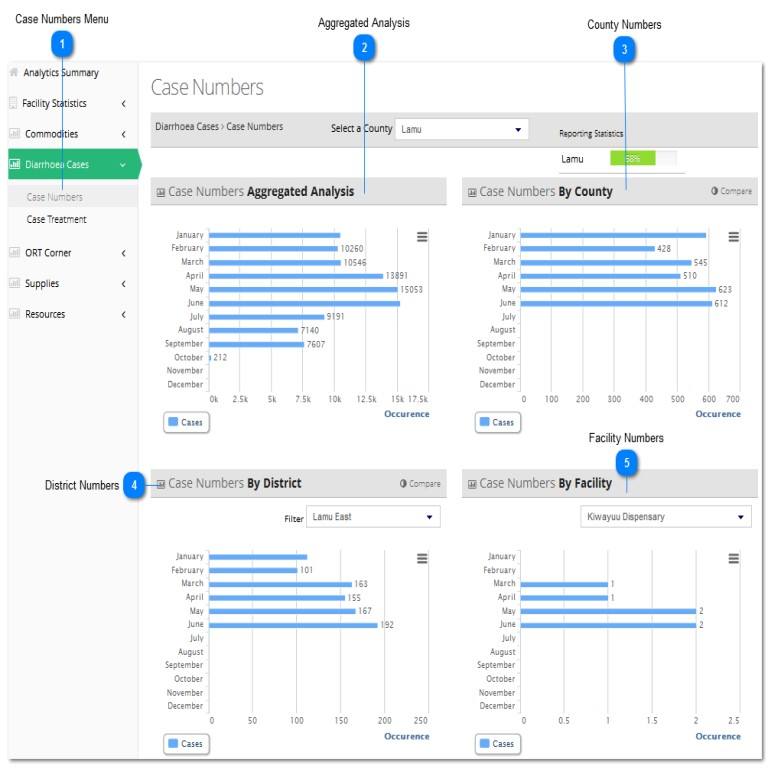 Case Numbers Menu
Aggregated Analysis
County Numbers
1
2
3
Analytics Summary
Facility Statistics
Commodities
Diarrhoea Cases
Case Numbers
Case Treatment
ORT Corner
Supplies
Resources
Case Numbers
Diarrhoea Cases > Case Numbers
Select a County
Lamu
Reporting Statistics
Lamu
68%
Case Numbers Aggregated Analysis
January
February 10260
March 10546
April 13891
May 15053
June
July 9191
August 7140
September 7607
October 212
November
December
0k 2.5k 5k 7.5k 10k 12.5k 15k 17.5k
Occurence
Cases
Case Numbers By County
Compare
January
February 428
March 545
April 510
May 623
June 612
July
August
September
October
November
December
0 100 200 300 400 500 600 700
Occurence
Cases
Facility Numbers
5
District Numbers
4
Case Numbers By District
Compare
Filter
Lamu East
January
February 101
March 163
April 155
May 167
June 192
July
August
September
October
November
December
0 50 100 150 200 250
Occurence
Cases
Case Numbers By Facility
Kiwayuu Dispensary
January
February
March 1
April 1
May 2
June 2
July
August
September
October
November
December
0 0.5 1 1.5 2 2.5
Occurence
Cases